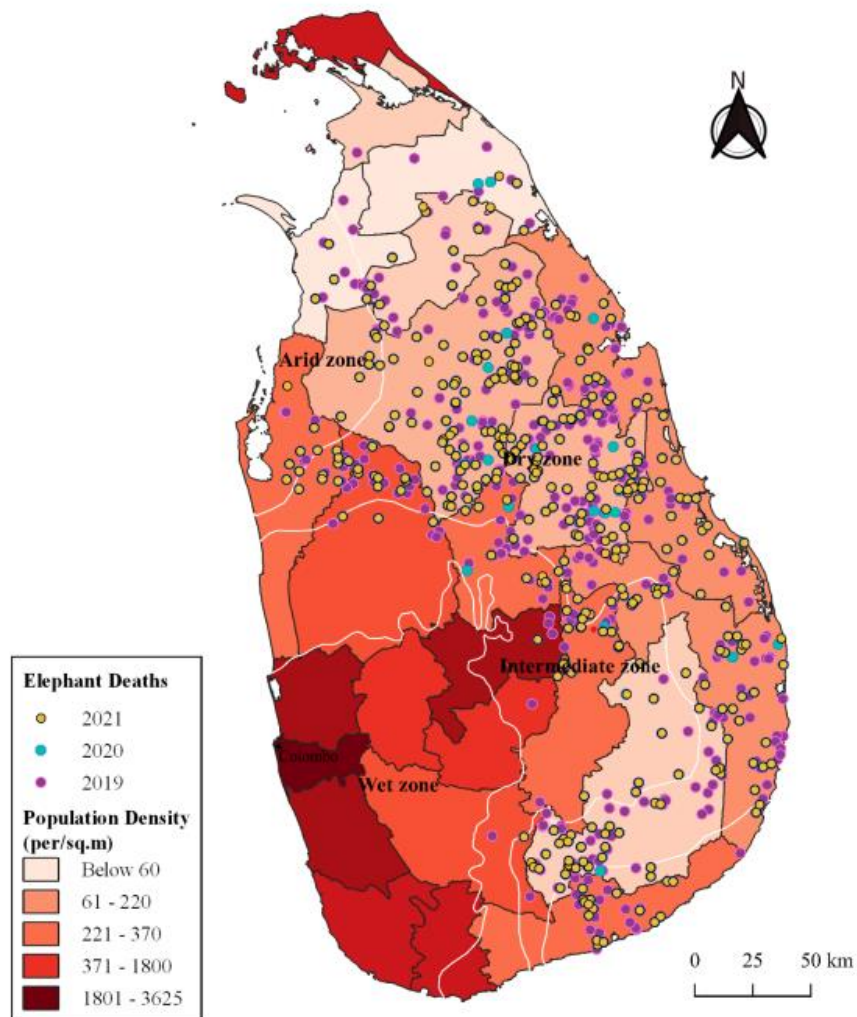 N
Arid zone
Dry zone
Intermediate zone
Colombo
Wet zone
Elephant Deaths
2021
2020
2019
Population Density
(per/sq.m)
Below 60
61 - 220
221 - 370
371 - 1800
1801 - 3625
0 25 50 km